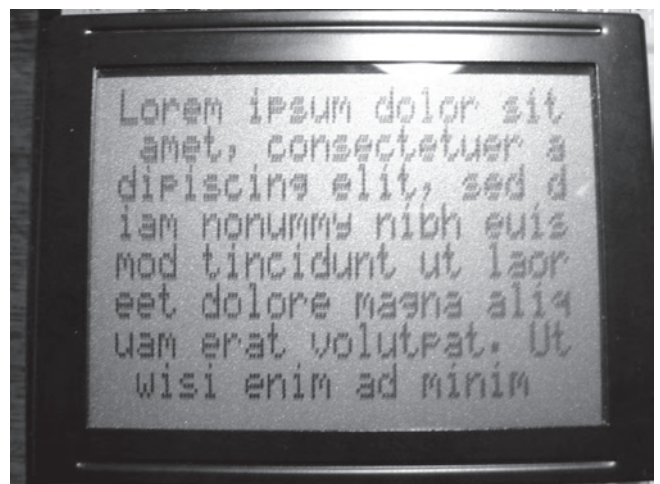 Lorem ipsum dolor sit
amet, consectetuer a
dipiscing elit, sed d
iam nonummy nibh euis
mod tincidunt ut laor
eet dolore magna aliq
uam erat volutpat. Ut
wisi enim ad minim